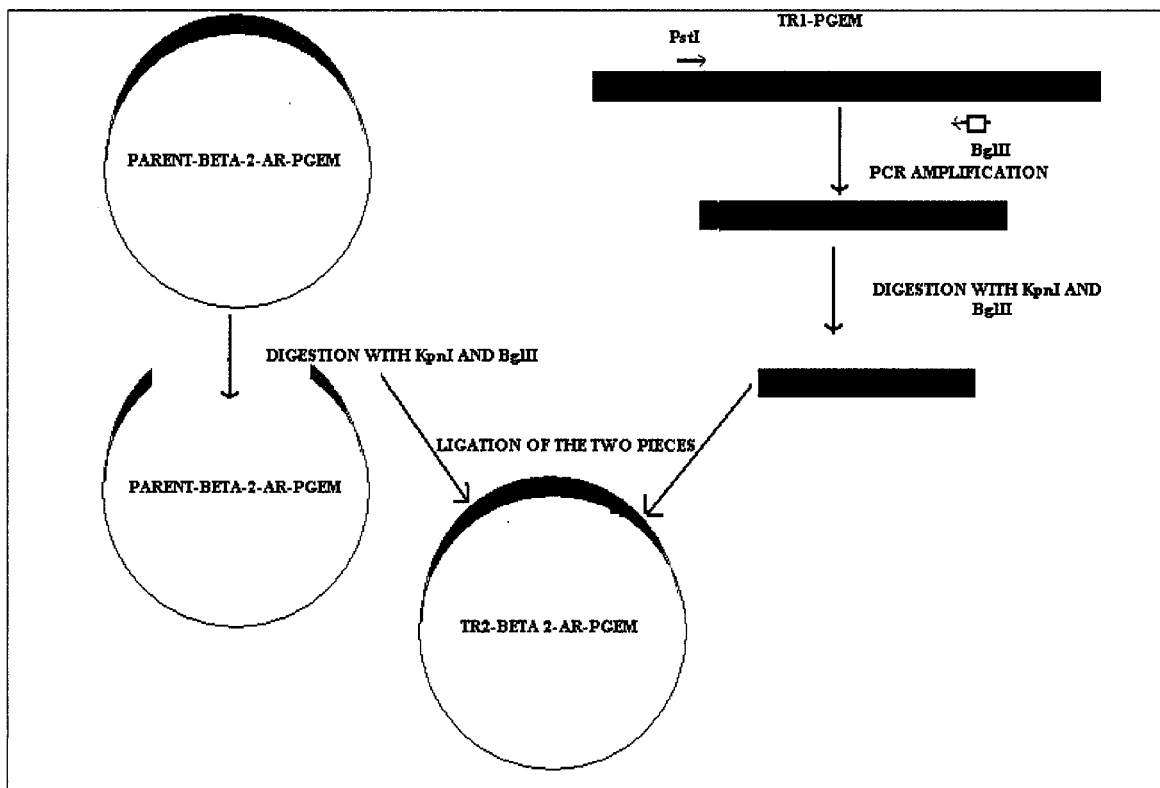 TR1-PGEM
PstI
PARENT-BETA-2-AR-PGEM
BglII
PCR AMPLIFICATION
DIGESTION WITH KpnI AND
BglII
DIGESTION WITH KpnI AND BglII
LIGATION OF THE TWO PIECES
PARENT-BETA-2-AR-PGEM
TR2-BETA 2-AR-PGEM